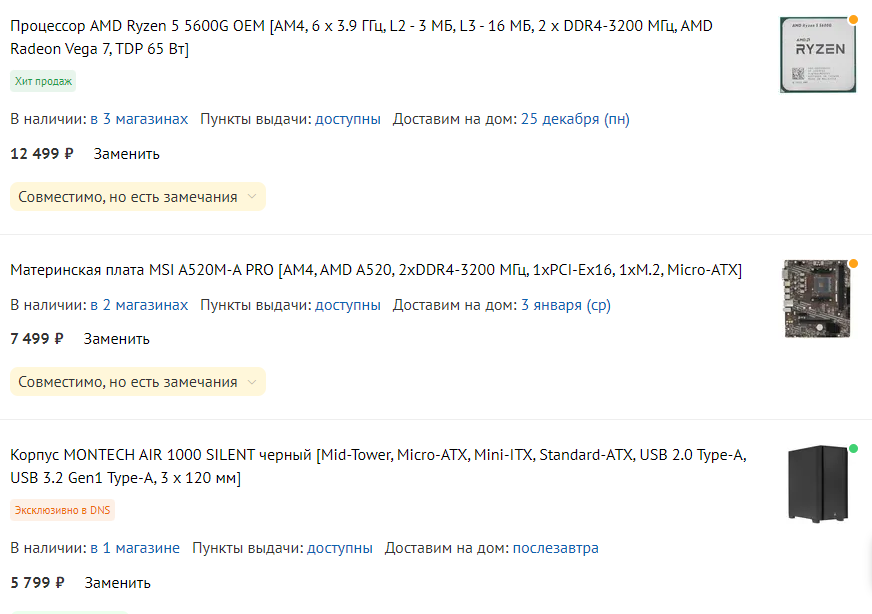 Процессор AMD Ryzen 5 5600G OEM [AM4, 6 x 3.9 ГГц, L2 - 3 МБ, L3 - 16 МБ, 2 x DDR4-3200 МГц, AMD
Radeon Vega 7, TDP 65 Вт]
Хит продаж
В наличии: в 3 магазинах Пункты выдачи: доступны Доставим на дом: 25 декабря (пн)
12 499 ₽ Заменить
Совместимо, но есть замечания
Материнская плата MSI A520M-A PRO [AM4, AMD A520, 2xDDR4-3200 МГц, 1xPCI-Ex16, 1xM.2, Micro-ATX]
В наличии: в 2 магазинах Пункты выдачи: доступны Доставим на дом: 3 января (ср)
7 499 ₽ Заменить
Совместимо, но есть замечания
Корпус MONTECH AIR 1000 SILENT черный [Mid-Tower, Micro-ATX, Mini-ITX, Standard-ATX, USB 2.0 Type-A,
USB 3.2 Gen1 Type-A, 3 x 120 мм]
Эксклюзивно в DNS
В наличии: в 1 магазине Пункты выдачи: доступны Доставим на дом: послезавтра
5 799 ₽ Заменить
AMD
RYZEN